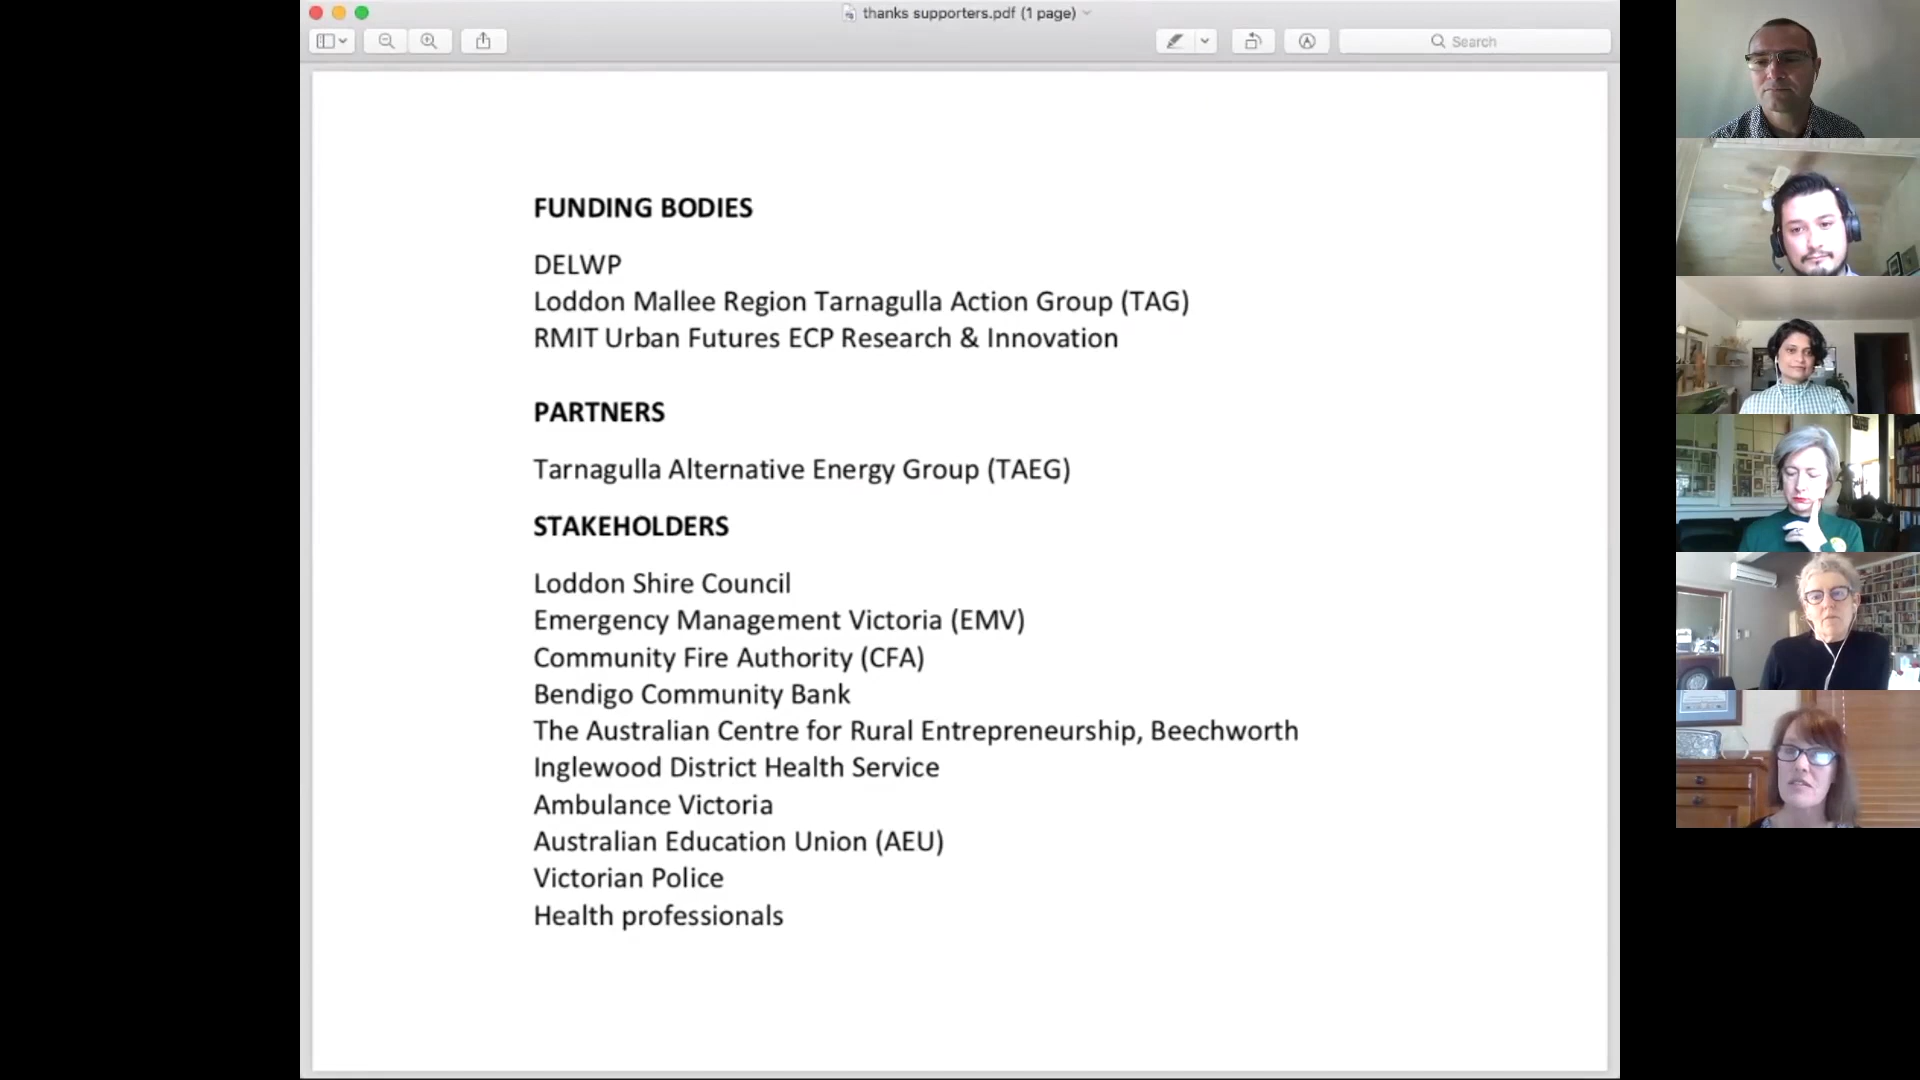 thanks supporters.pdf (1 page)
Search
FUNDING BODIES
DELWP
Loddon Mallee Region Tarnagulla Action Group (TAG)
RMIT Urban Futures ECP Research & Innovation
PARTNERS
Tarnagulla Alternative Energy Group (TAEG)
STAKEHOLDERS
Loddon Shire Council
Emergency Management Victoria (EMV)
Community Fire Authority (CFA)
Bendigo Community Bank
The Australian Centre for Rural Entrepreneurship, Beechworth
Inglewood District Health Service
Ambulance Victoria
Australian Education Union (AEU)
Victorian Police
Health professionals